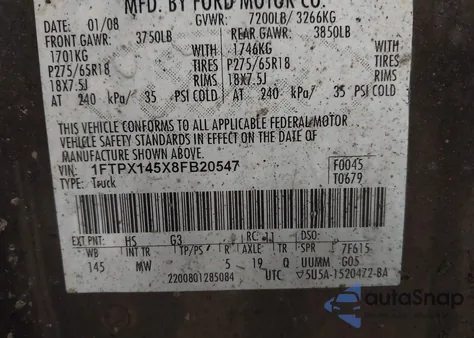 MFD. BY FORD MOTOR CO.
DATE: 01/08 GVWR: 7200LB/ 3266KG
FRONT GAWR: 3750LB REAR GAWR: 3850LB
1701KG 1746KG
P275/65R18 TIRES P275/65R18 TIRES
18X7.5J RIMS 18X7.5J RIMS
AT 240 kPa/ 35 PSI COLD AT 240 kPa/ 35 PSI COLD
THIS VEHICLE CONFORMS TO ALL APPLICABLE FEDERAL MOTOR
VEHICLE SAFETY STANDARDS IN EFFECT ON THE DATE OF
MANUFACTURE SHOWN ABOVE.
VIN: 1FTPX145X8FB20547 F0045
TYPE: Truck T0679
EXT PNT: HS G3 RC: 11 DSO:
WB INT TR TP/PS R AXLE TR SPR 7F615
145 MW 5 19 Q UUMM G05
2200801285084 UTC 5U5A-1520472-BA
autoSnap